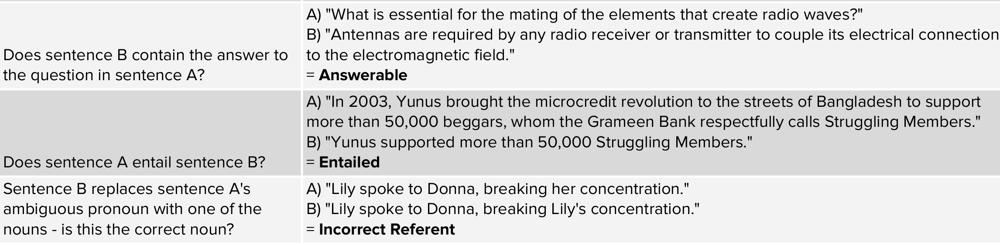 A) "What is essential for the mating of the elements that create radio waves?"
B) "Antennas are required by any radio receiver or transmitter to couple its electrical connection
Does sentence B contain the answer to
to the electromagnetic field."
the question in sentence A?
= Answerable
A) "In 2003, Yunus brought the microcredit revolution to the streets of Bangladesh to support
more than 50,000 beggars, whom the Grameen Bank respectfully calls Struggling Members."
B) "Yunus supported more than 50,000 Struggling Members."
Does sentence A entail sentence B?
= Entailed
Sentence B replaces sentence A's
ambiguous pronoun with one of the
nouns - is this the correct noun?
A) "Lily spoke to Donna, breaking her concentration."
B) "Lily spoke to Donna, breaking Lily's concentration."
= Incorrect Referent